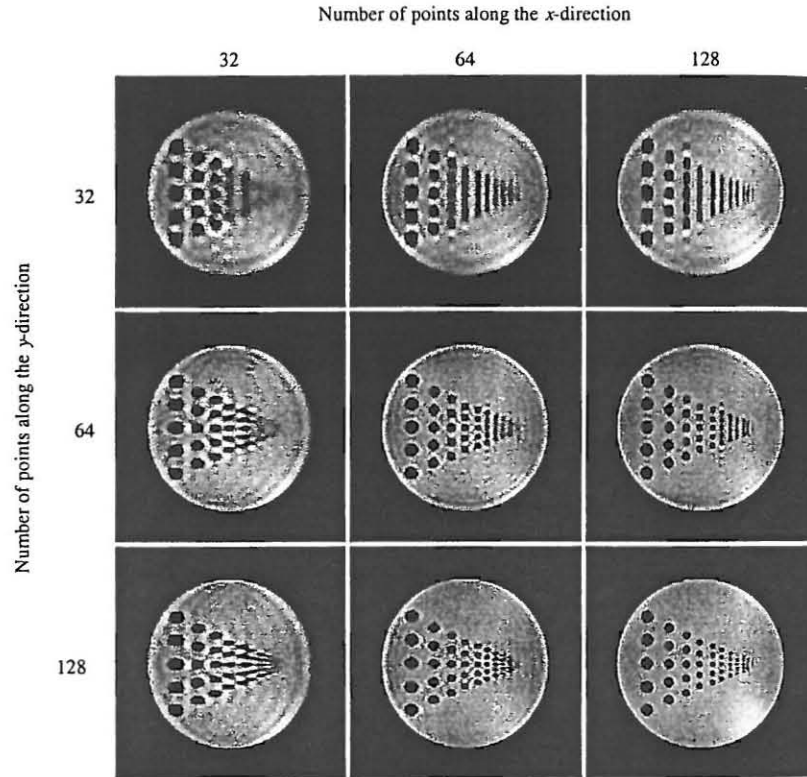 Number of points along the x-direction
32 64 128
Number of points along the y-direction
32
64
128